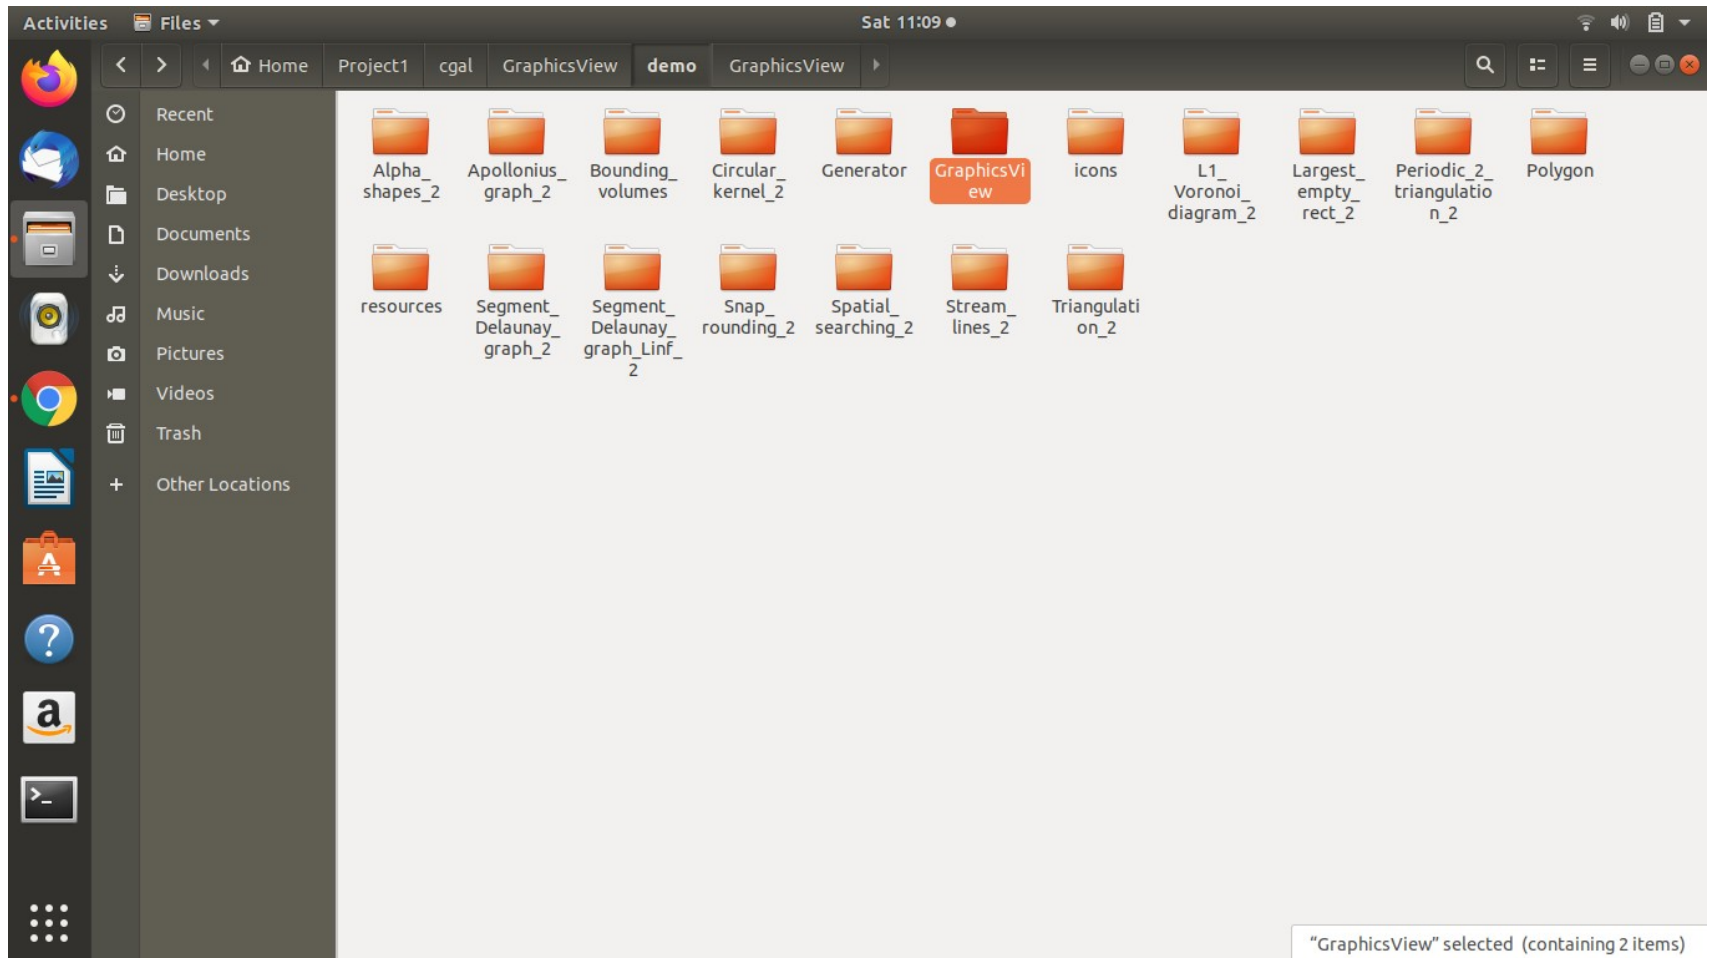 Activities Files Sat 11:09
Home Project1 cgal GraphicsView demo GraphicsView
Recent
Home
Desktop
Documents
Downloads
Music
Pictures
Videos
Trash
Other Locations
Alpha_
shapes_2
Apollonius_
graph_2
Bounding_
volumes
Circular_
kernel_2
Generator
GraphicsVi
ew
icons
L1_
Voronoi_
diagram_2
Largest_
empty_
rect_2
Periodic_2_
triangulatio
n_2
Polygon
resources
Segment_
Delaunay_
graph_2
Segment_
Delaunay_
graph_Linf_
2
Snap_
rounding_2
Spatial_
searching_2
Stream_
lines_2
Triangulati
on_2
“GraphicsView” selected (containing 2 items)